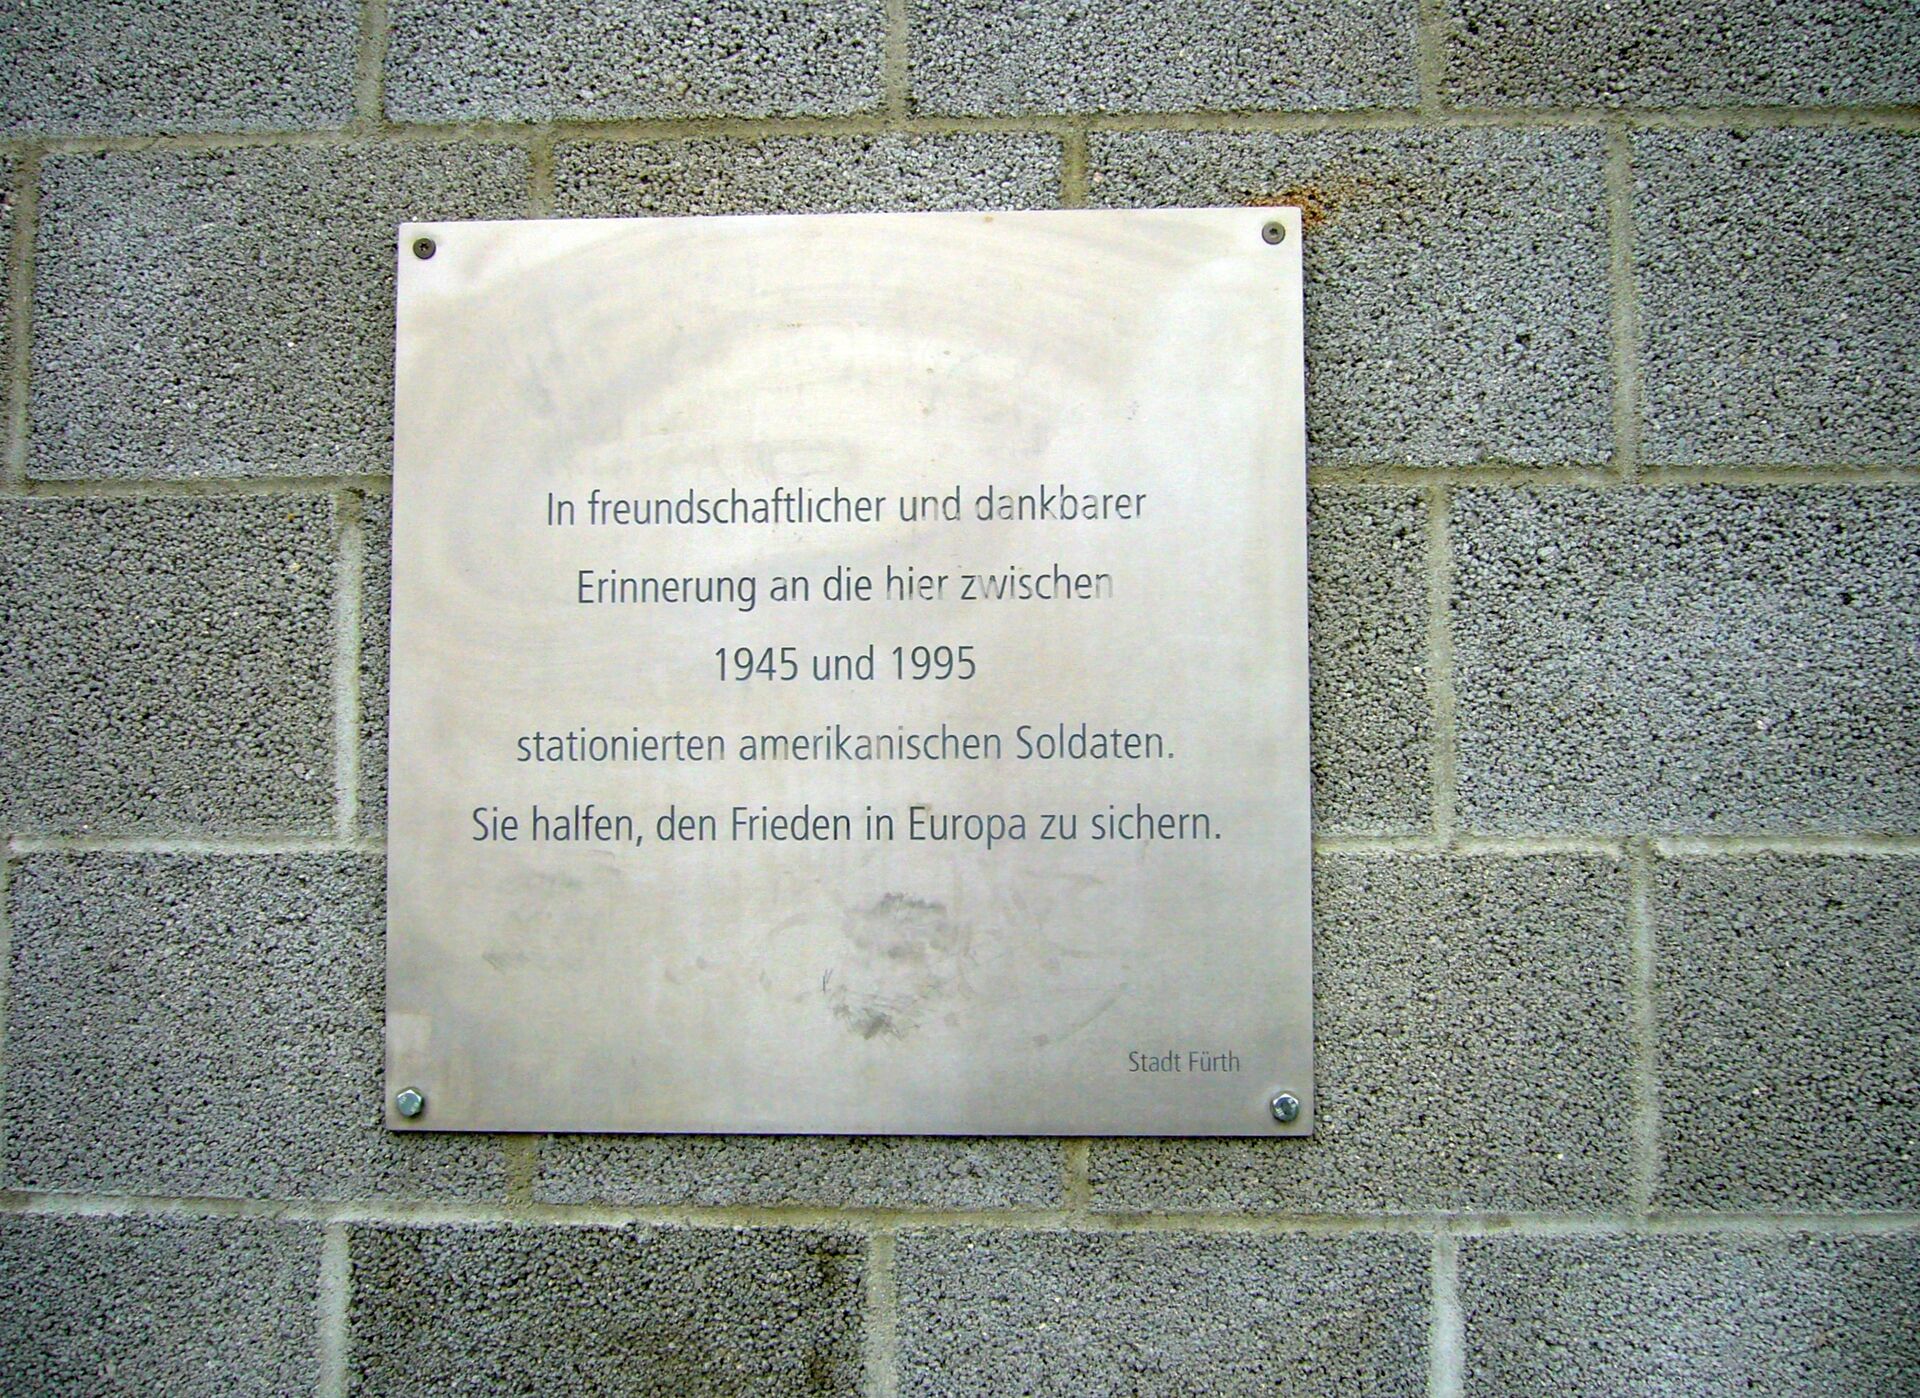 In freundschaftlicher und dankbarer
Erinnerung an die hier zwischen
1945 und 1995
stationierten amerikanischen Soldaten.
Sie halfen, den Frieden in Europa zu sichern.
Stadt Fürth